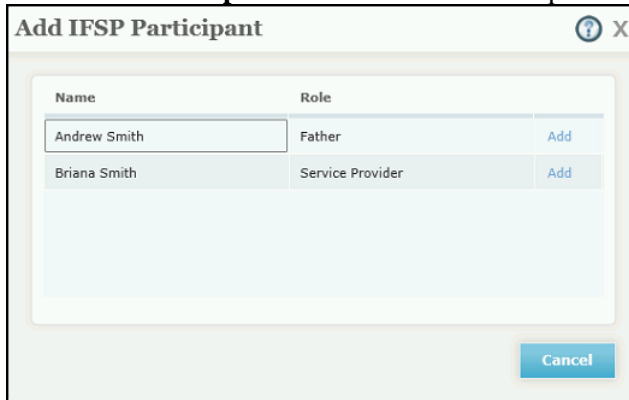 Add IFSP Participant ? X
Name Role
Andrew Smith Father Add
Briana Smith Service Provider Add
Cancel